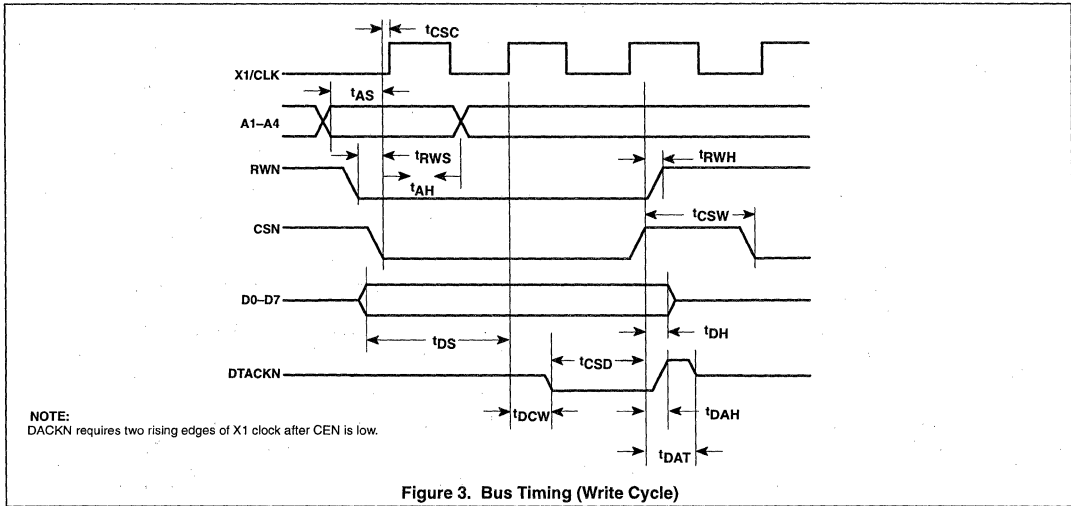 tCSC
X1/CLK
tAS
A1–A4
tRWS
tRWH
RWN
tAH
tCSW
CSN
D0–D7
tDH
tDS
tCSD
DTACKN
tDCW
tDAH
NOTE:
DACKN requires two rising edges of X1 clock after CEN is low.
tDAT
Figure 3. Bus Timing (Write Cycle)